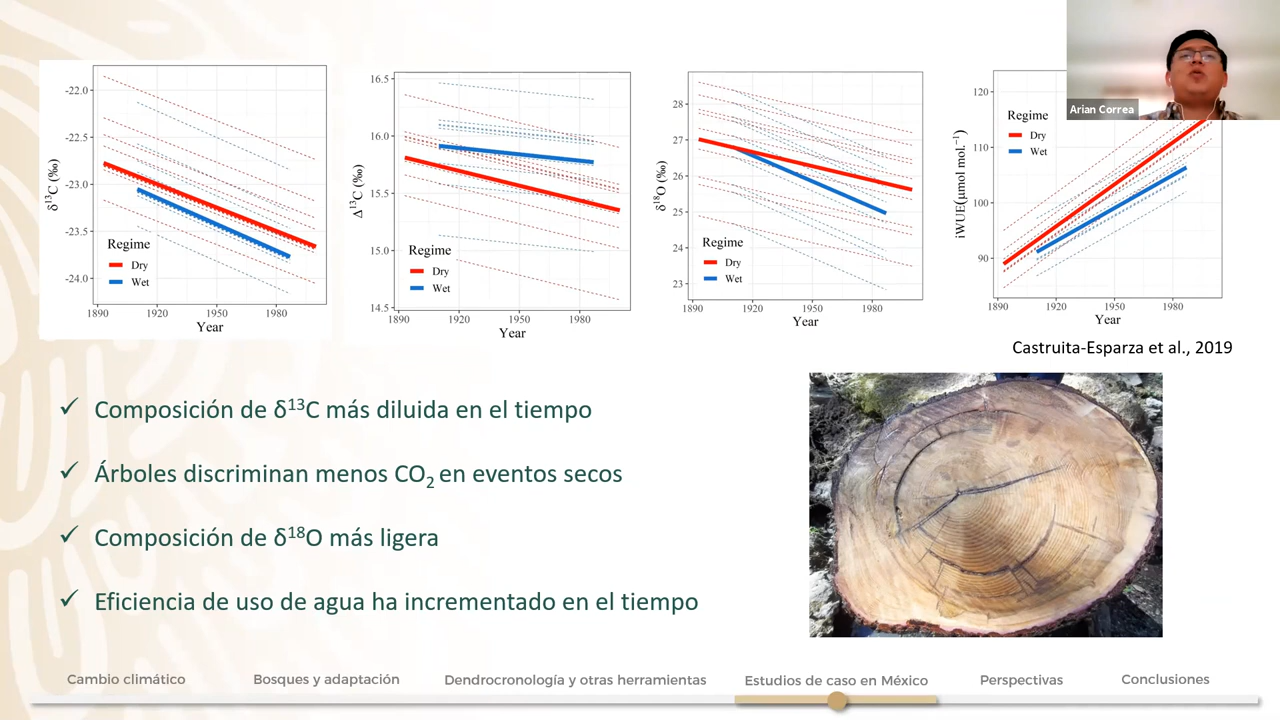 -22.0
-22.5
-23.0
-23.5
-24.0
δ¹³C (‰)
Regime
Dry
Wet
1890 1920 1950 1980
Year
16.5
16.0
15.5
15.0
14.5
Δ¹³C (‰)
Regime
Dry
Wet
1890 1920 1950 1980
Year
28
27
26
25
24
23
δ¹⁸O (‰)
Regime
Dry
Wet
1890 1920 1950 1980
Year
120
110
100
90
iWUE(μmol mol.⁻¹)
Regime
Dry
Wet
1890 1920 1950 1980
Year
Arian Correa
Castruita-Esparza et al., 2019
✓ Composición de δ¹³C más diluida en el tiempo
✓ Árboles discriminan menos CO₂ en eventos secos
✓ Composición de δ¹⁸O más ligera
✓ Eficiencia de uso de agua ha incrementado en el tiempo
Cambio climático Bosques y adaptación Dendrocronología y otras herramientas Estudios de caso en México Perspectivas Conclusiones